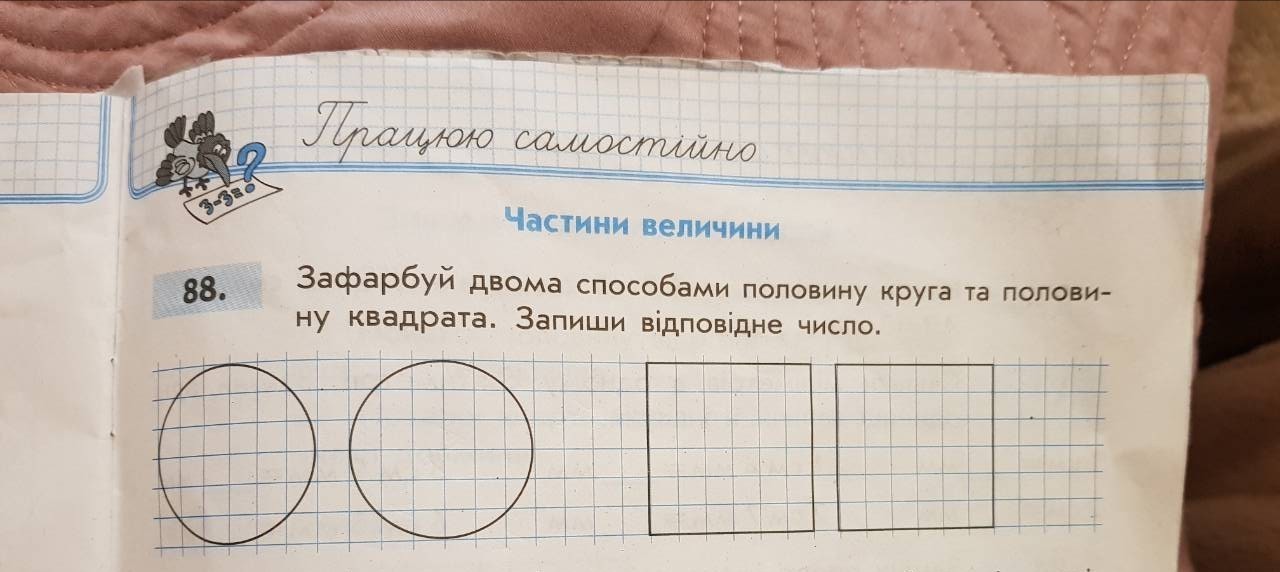 Працюю самостійно
3-3=?
Частини величини
88. Зафарбуй двома способами половину круга та полови-
ну квадрата. Запиши відповідне число.